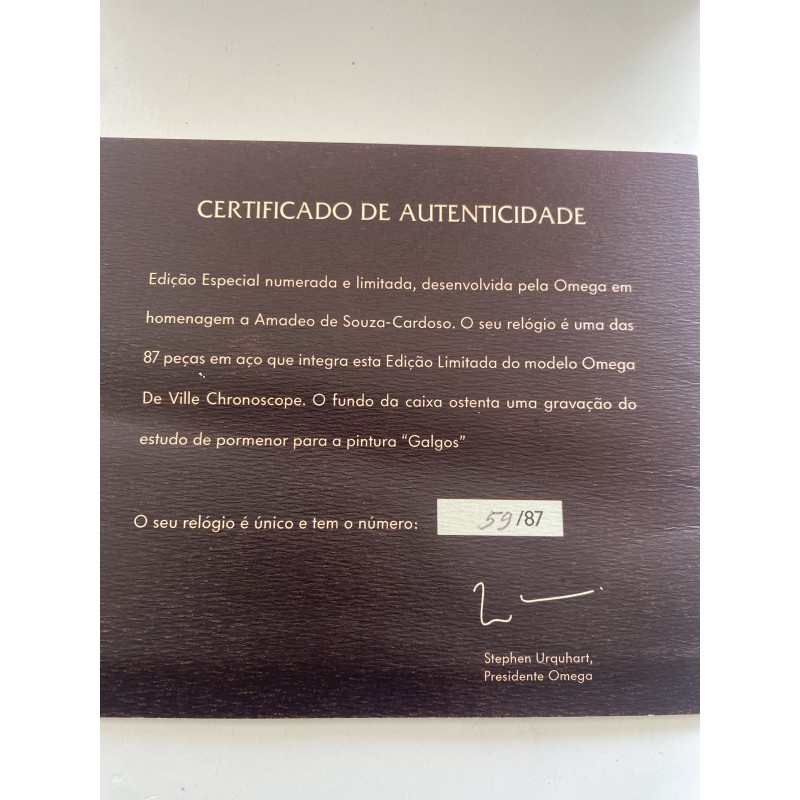 CERTIFICADO DE AUTENTICIDADE
Edição Especial numerada e limitada, desenvolvida pela Omega em
homenagem a Amadeo de Souza-Cardoso. O seu relógio é uma das
87 peças em aço que integra esta Edição Limitada do modelo Omega
De Ville Chronoscope. O fundo da caixa ostenta uma gravação do
estudo de pormenor para a pintura “Galgos”
O seu relógio é único e tem o número: 59/87
Stephen Urquhart,
Presidente Omega